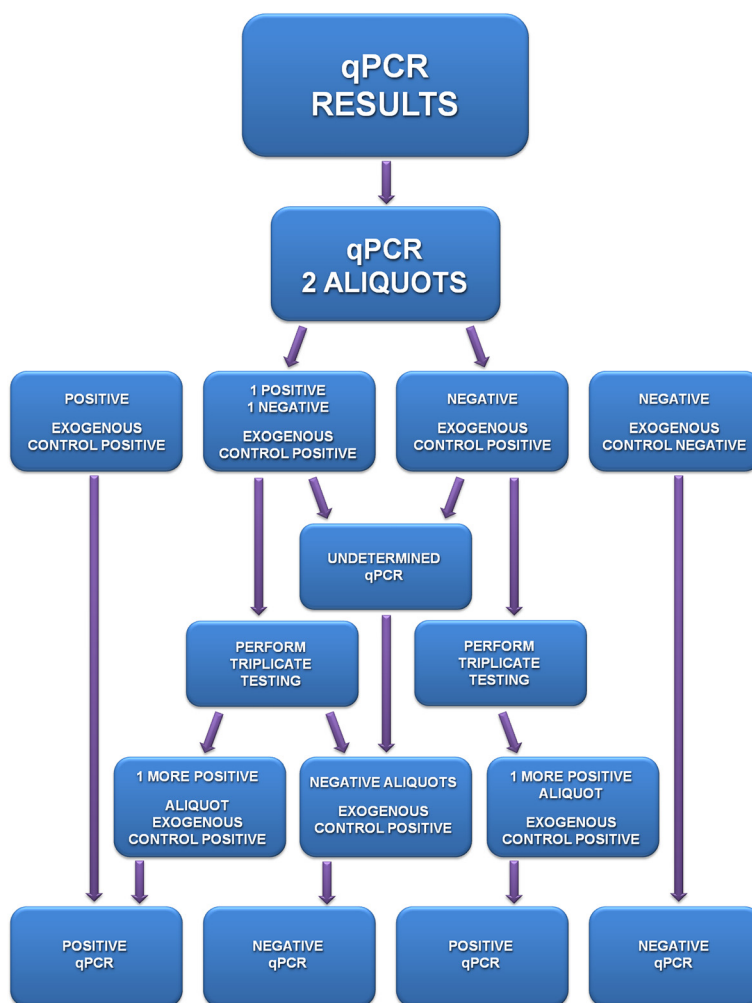 qPCR
RESULTS
qPCR
2 ALIQUOTS
POSITIVE
EXOGENOUS
CONTROL POSITIVE
1 POSITIVE
1 NEGATIVE
EXOGENOUS
CONTROL POSITIVE
NEGATIVE
EXOGENOUS
CONTROL POSITIVE
NEGATIVE
EXOGENOUS
CONTROL NEGATIVE
UNDETERMINED
qPCR
PERFORM
TRIPLICATE
TESTING
PERFORM
TRIPLICATE
TESTING
1 MORE POSITIVE
ALIQUOT
EXOGENOUS
CONTROL POSITIVE
NEGATIVE ALIQUOTS
EXOGENOUS
CONTROL POSITIVE
1 MORE POSITIVE
ALIQUOT
EXOGENOUS
CONTROL POSITIVE
POSITIVE
qPCR
NEGATIVE
qPCR
POSITIVE
qPCR
NEGATIVE
qPCR